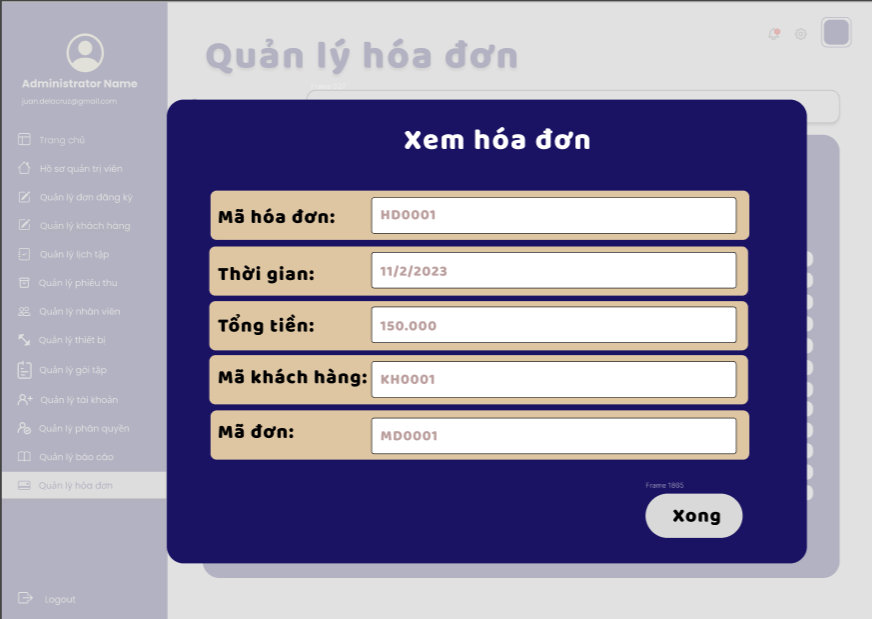 Administrator Name
juan.delacruz@gmail.com
Trang chủ
Hồ sơ quản trị viên
Quản lý đơn đăng ký
Quản lý khách hàng
Quản lý lịch tập
Quản lý phiếu thu
Quản lý nhân viên
Quản lý thiết bị
Quản lý gói tập
Quản lý tài khoản
Quản lý phân quyền
Quản lý báo cáo
Quản lý hóa đơn
Logout
Quản lý hóa đơn
Xem hóa đơn
Mã hóa đơn: HD0001
Thời gian: 11/2/2023
Tổng tiền: 150.000
Mã khách hàng: KH0001
Mã đơn: MD0001
Frame 1865
Xong